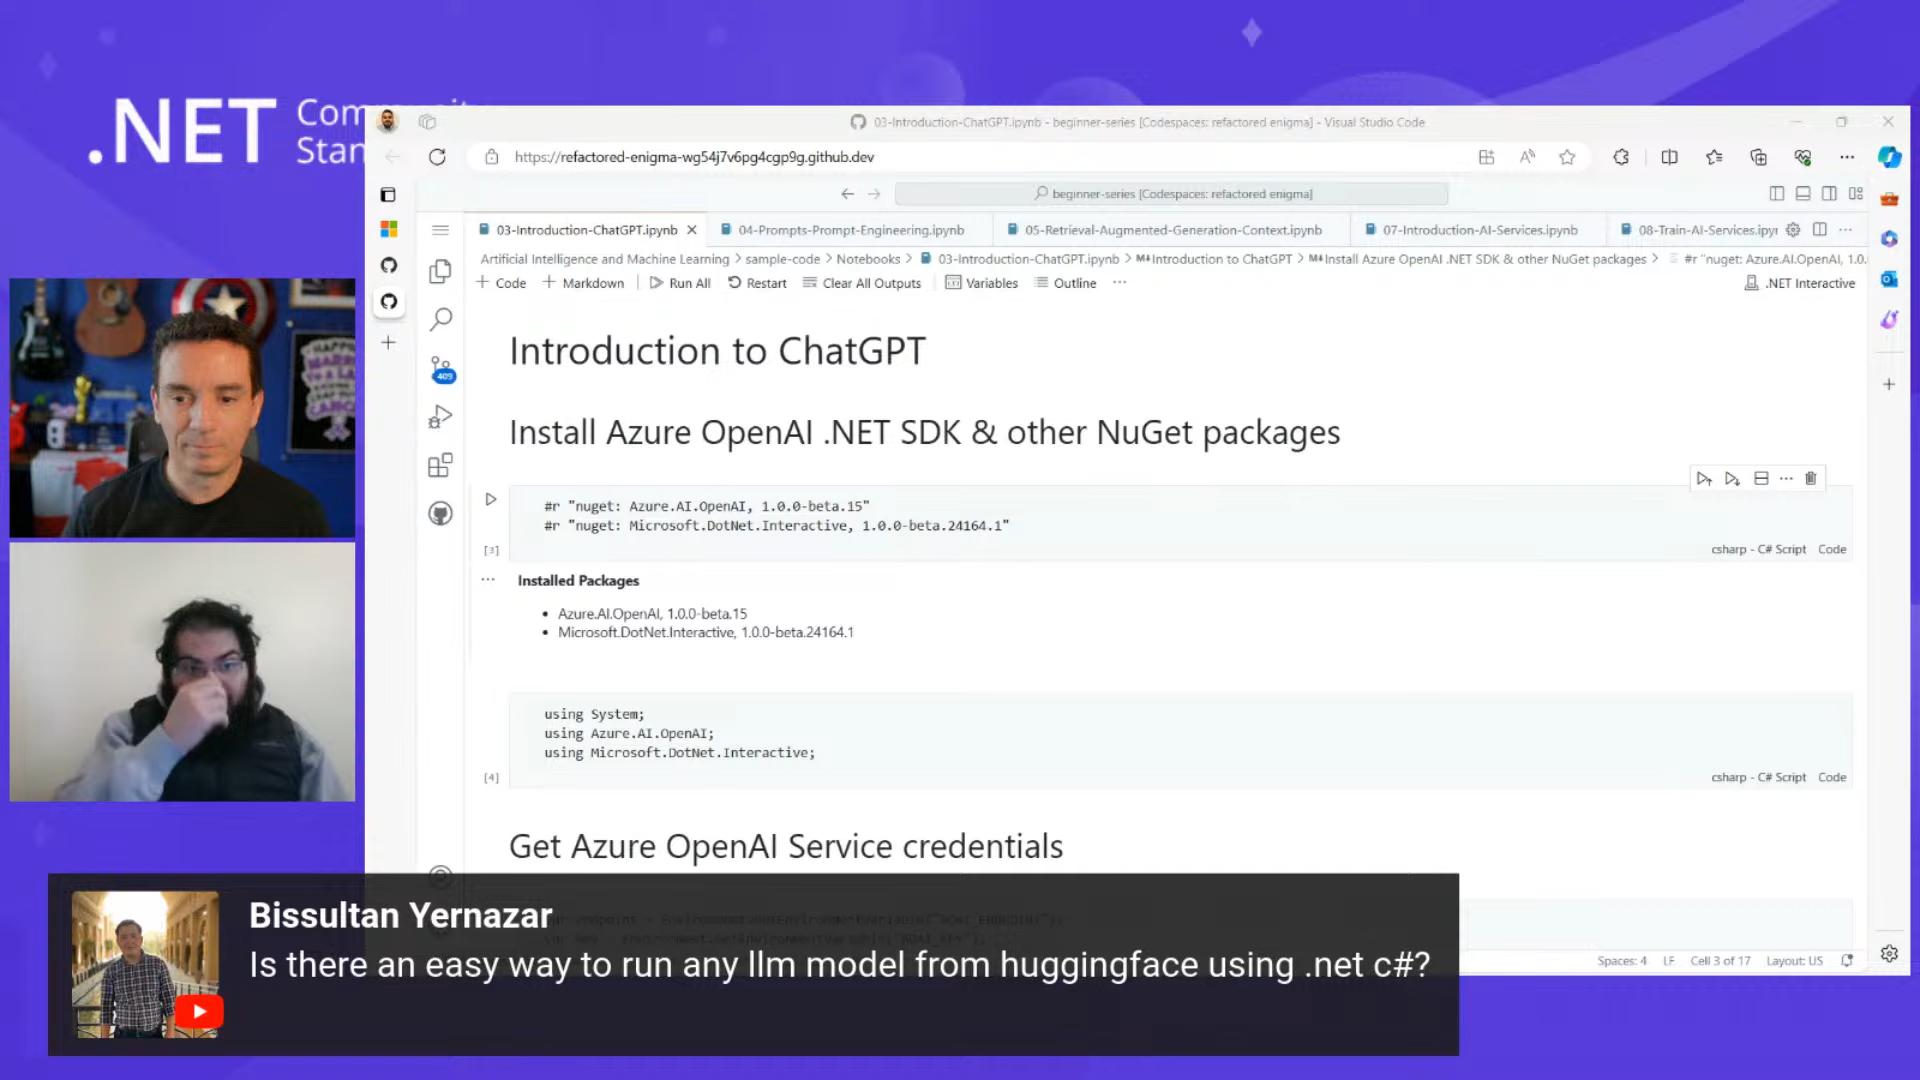 .NET
Com
Stan
03-Introduction-ChatGPT.ipynb - beginner-series [Codespaces: refactored enigma] - Visual Studio Code
https://refactored-enigma-wg54j7v6pg4cgp9g.github.dev
beginner-series [Codespaces: refactored enigma]
03-Introduction-ChatGPT.ipynb
04-Prompts-Prompt-Engineering.ipynb
05-Retrieval-Augmented-Generation-Context.ipynb
07-Introduction-AI-Services.ipynb
08-Train-AI-Services.ipyr
Artificial Intelligence and Machine Learning > sample-code > Notebooks > 03-Introduction-ChatGPT.ipynb > M↓Introduction to ChatGPT > M↓Install Azure OpenAI .NET SDK & other NuGet packages > #r "nuget: Azure.AI.OpenAI, 1.0.
+ Code + Markdown Run All Restart Clear All Outputs Variables Outline ... .NET Interactive
409
Introduction to ChatGPT
Install Azure OpenAI .NET SDK & other NuGet packages
#r "nuget: Azure.AI.OpenAI, 1.0.0-beta.15"
#r "nuget: Microsoft.DotNet.Interactive, 1.0.0-beta.24164.1"
[3]
csharp - C# Script Code
Installed Packages
• Azure.AI.OpenAI, 1.0.0-beta.15
• Microsoft.DotNet.Interactive, 1.0.0-beta.24164.1
using System;
using Azure.AI.OpenAI;
using Microsoft.DotNet.Interactive;
[4]
csharp - C# Script Code
Get Azure OpenAI Service credentials
Bissultan Yernazar
Is there an easy way to run any llm model from huggingface using .net c#?
Spaces: 4 LF Cell 3 of 17 Layout: US